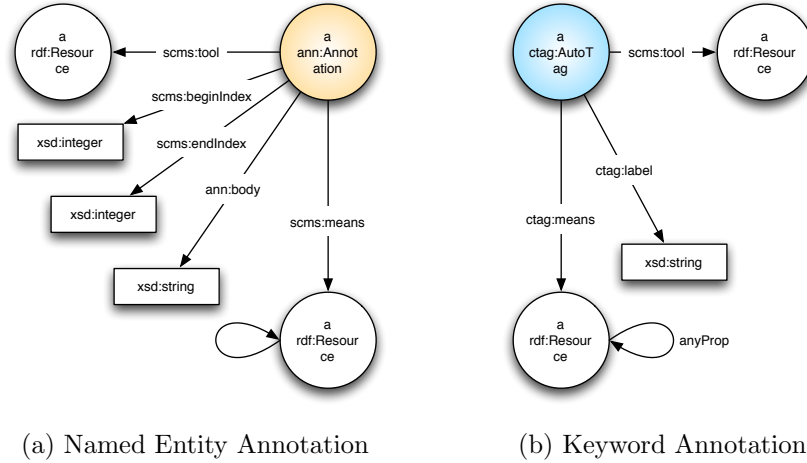 a
rdf:Resour
ce
scms:tool
a
ann:Annot
ation
scms:beginIndex
xsd:integer
scms:endIndex
xsd:integer
ann:body
xsd:string
scms:means
a
rdf:Resour
ce
(a) Named Entity Annotation
a
ctag:AutoT
ag
scms:tool
a
rdf:Resour
ce
ctag:label
xsd:string
ctag:means
a
rdf:Resour
ce
anyProp
(b) Keyword Annotation